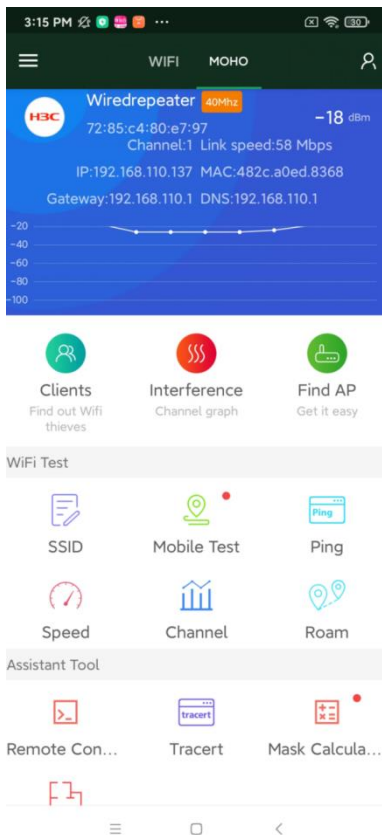 3:15 PM
30
WIFI MOHO
H3C
Wiredrepeater 40Mhz
72:85:c4:80:e7:97
-18 dBm
Channel:1 Link speed:58 Mbps
IP:192.168.110.137 MAC:482c.a0ed.8368
Gateway:192.168.110.1 DNS:192.168.110.1
-20
-40
-60
-80
-100
Clients Interference Find AP
Find out Wifi thieves Channel graph Get it easy
WiFi Test
Ping
SSID Mobile Test Ping
Speed Channel Roam
Assistant Tool
tracert
Remote Con... Tracert Mask Calcula...